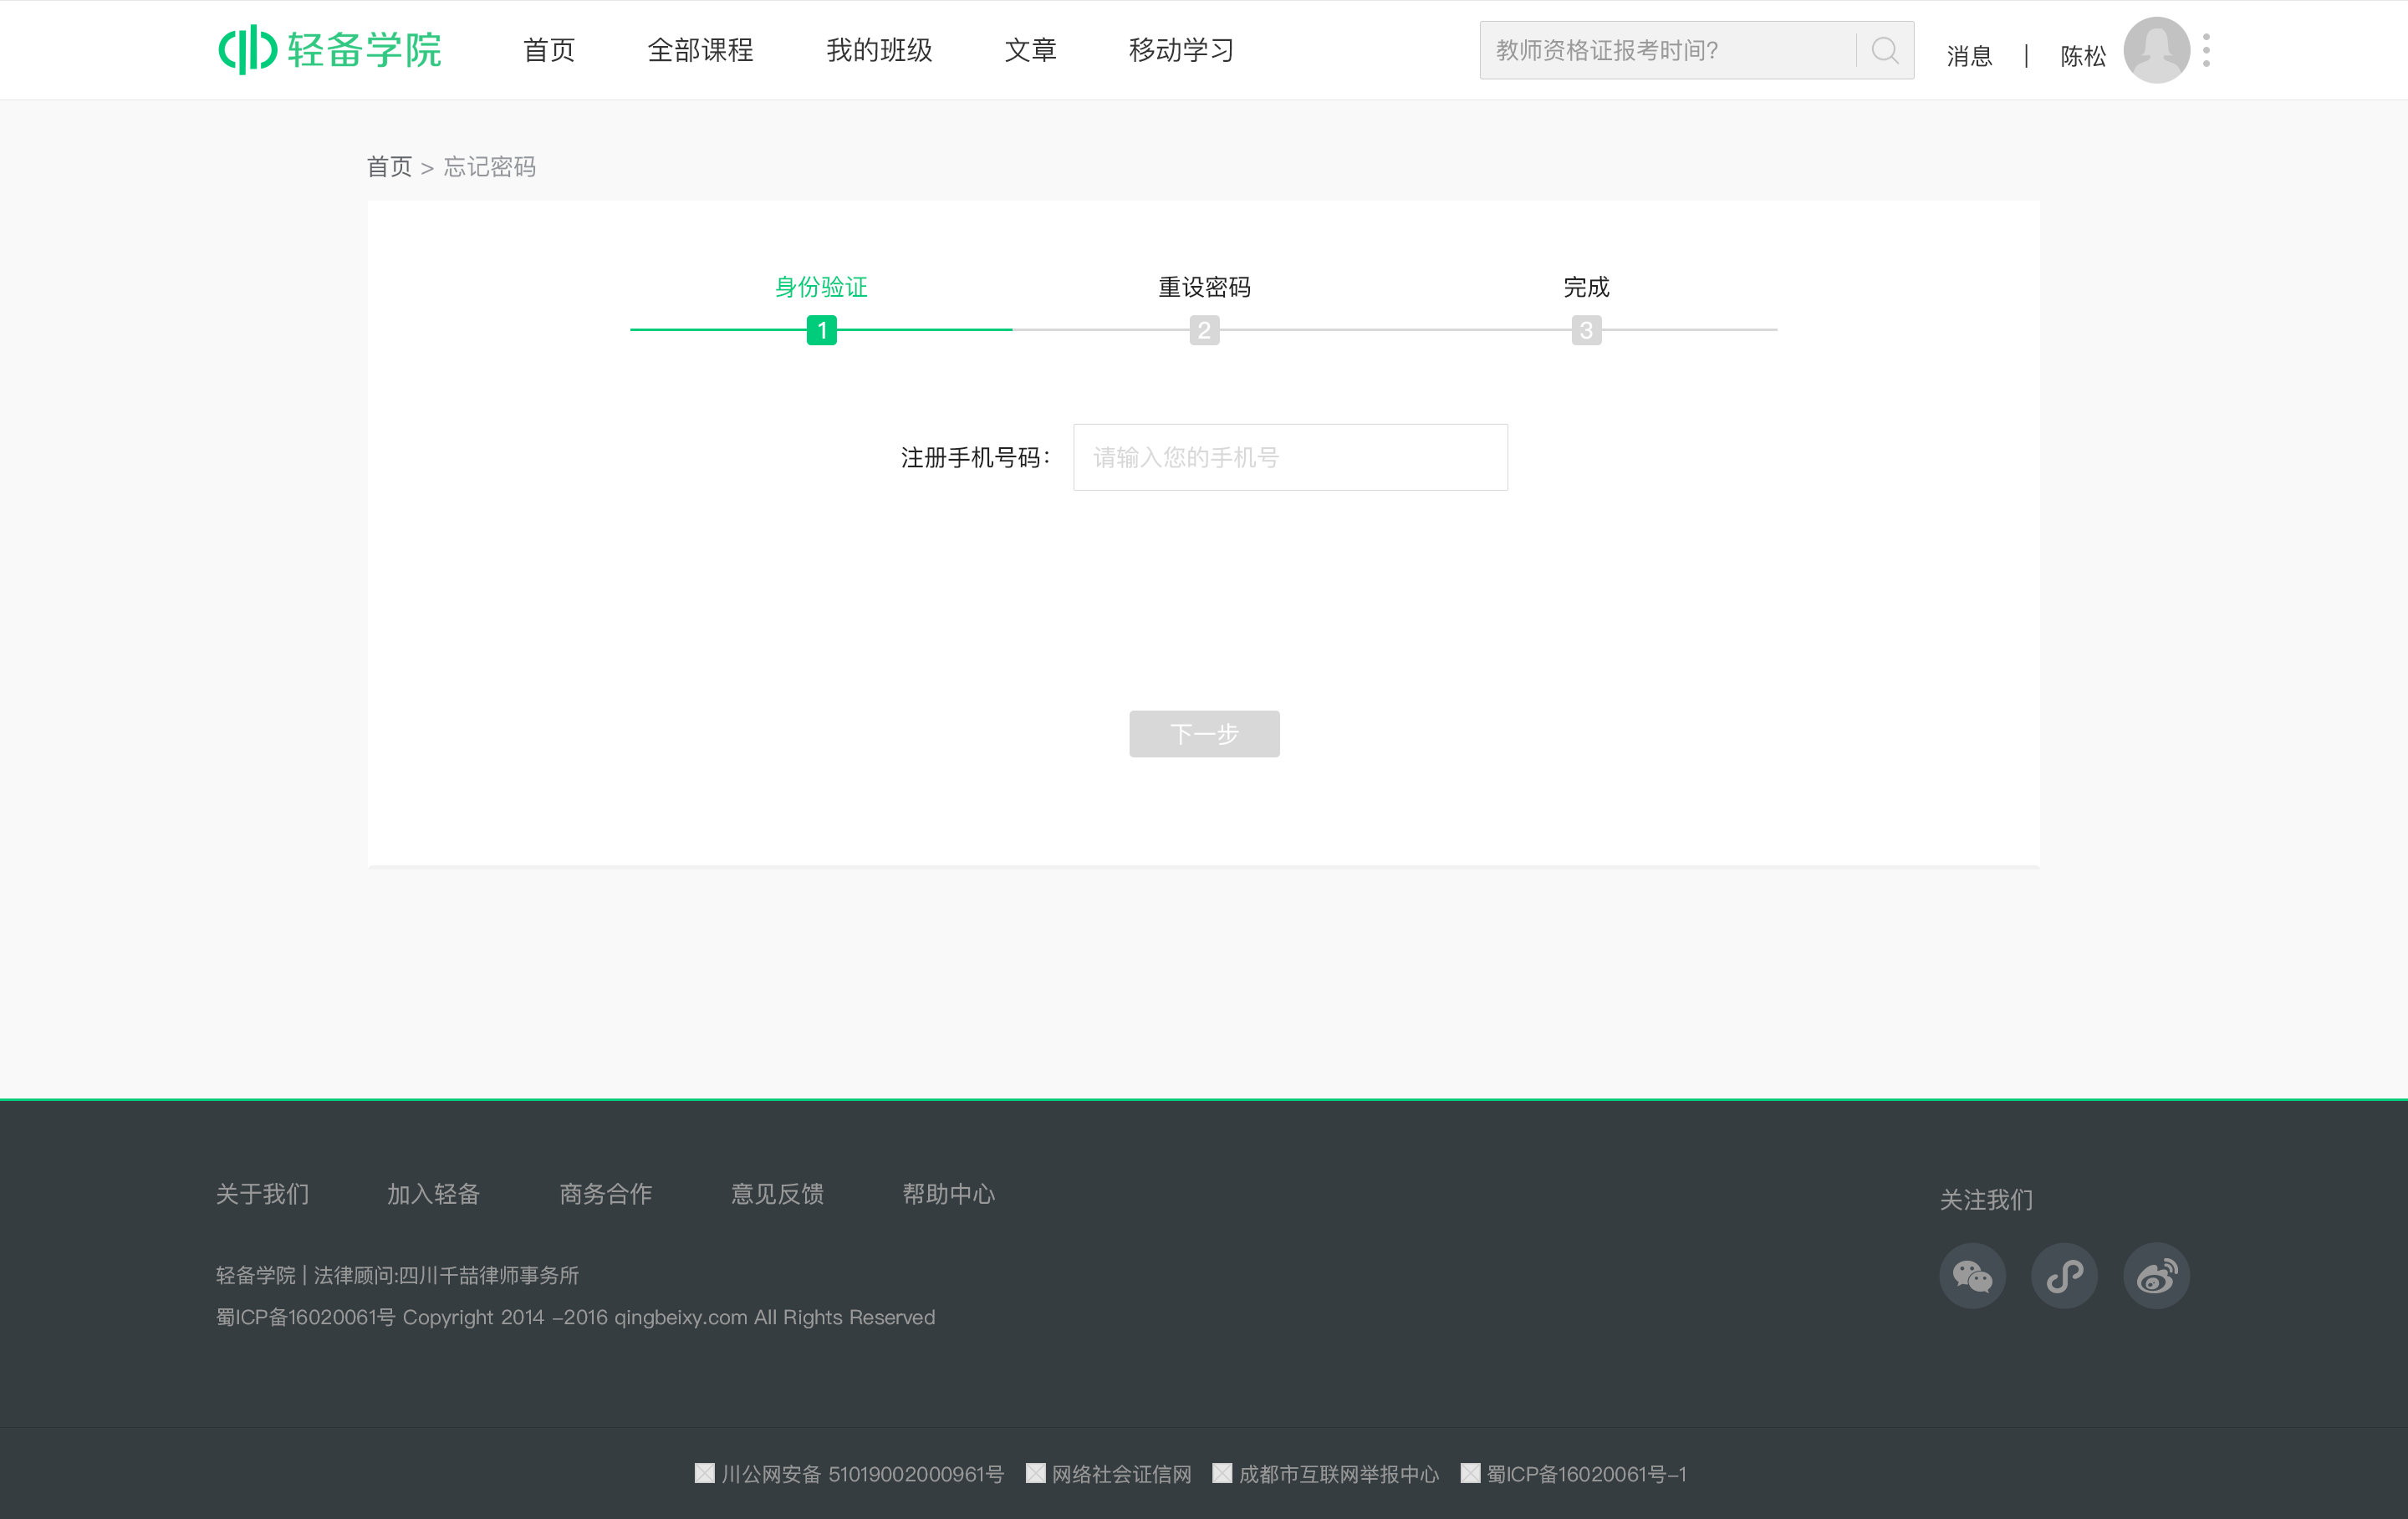 轻备学院 首页 全部课程 我的班级 文章 移动学习 教师资格证报考时间? 消息 | 陈松
首页 > 忘记密码
身份验证 重设密码 完成
1 2 3
注册手机号码: 请输入您的手机号
下一步
关于我们 加入轻备 商务合作 意见反馈 帮助中心
关注我们
轻备学院 | 法律顾问:四川千喆律师事务所
蜀ICP备16020061号 Copyright 2014 -2016 qingbeixy.com All Rights Reserved
川公网安备 51019002000961号 网络社会证信网 成都市互联网举报中心 蜀ICP备16020061号-1